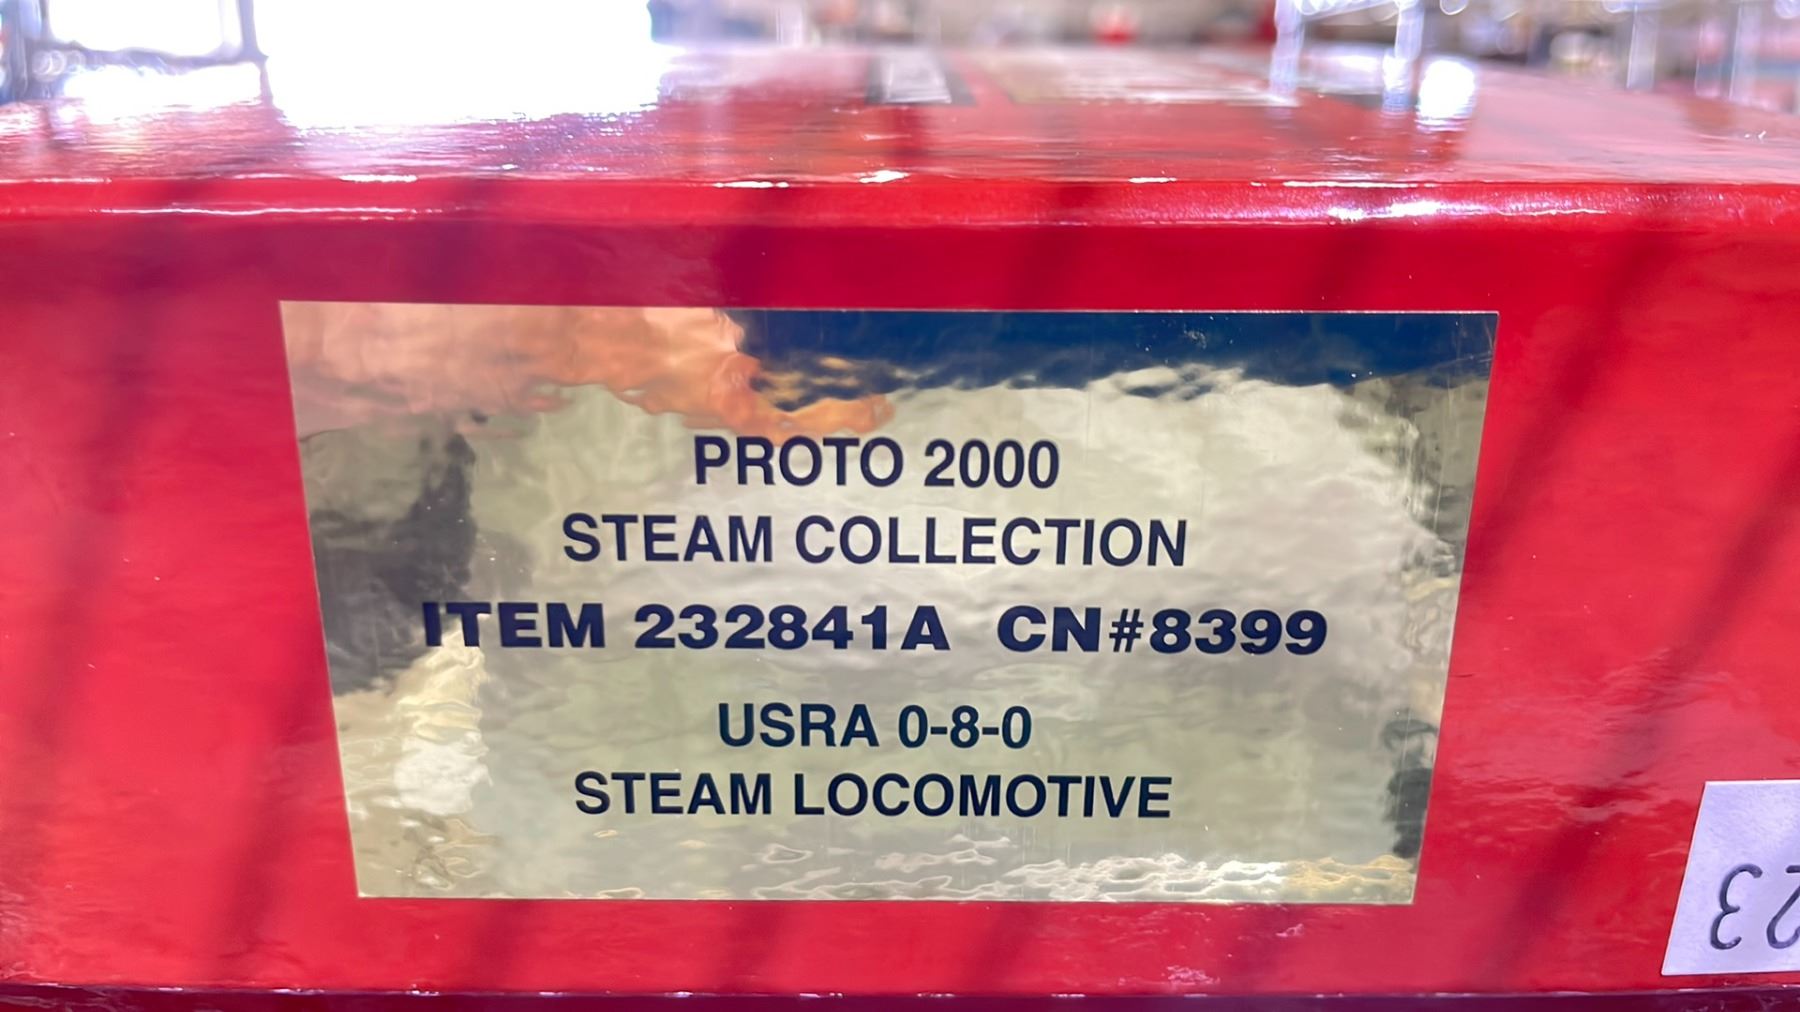 PROTO 2000
STEAM COLLECTION
ITEM 232841A CN#8399
USRA 0-8-0
STEAM LOCOMOTIVE